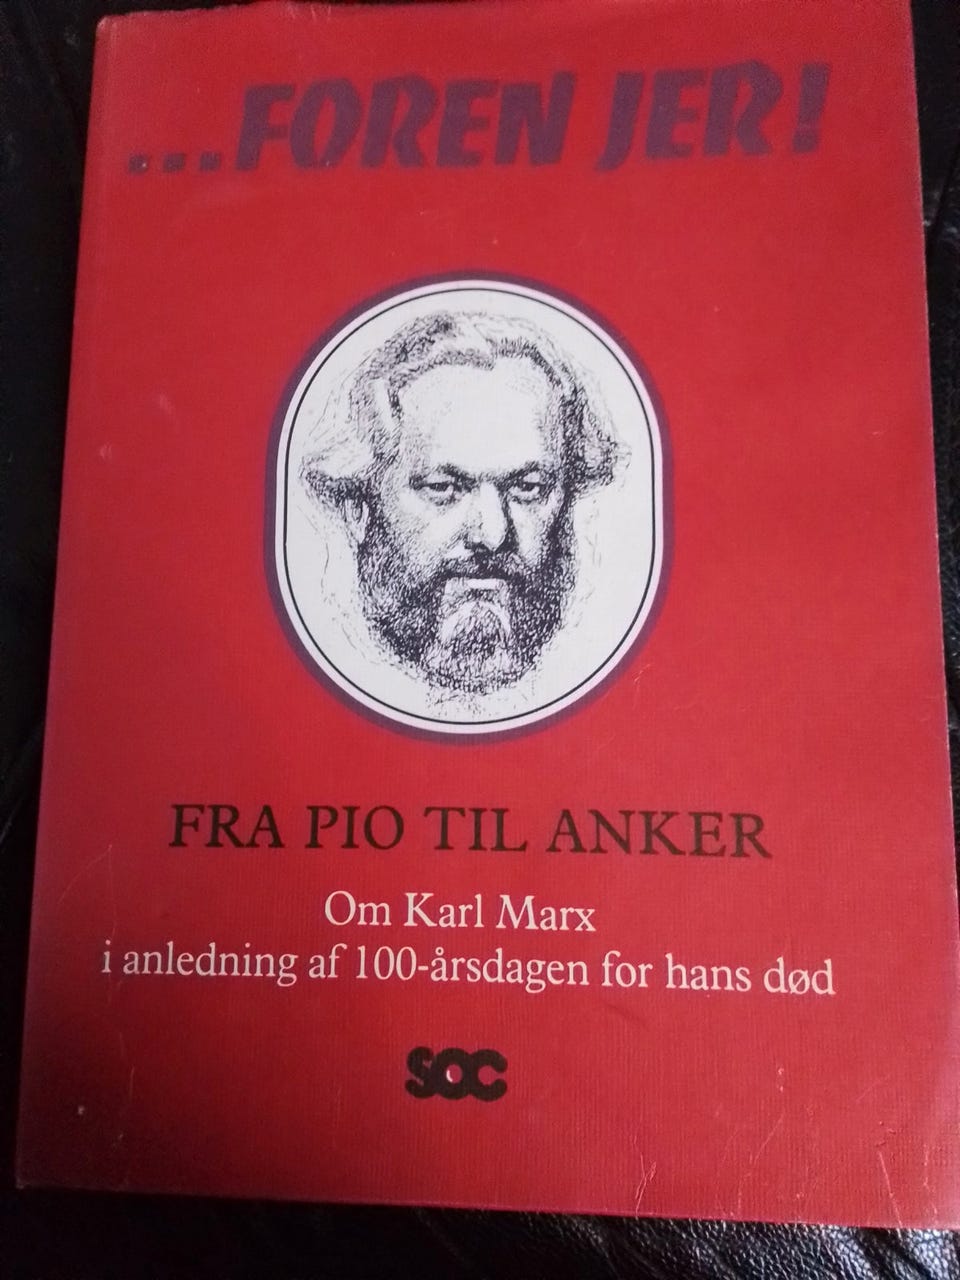 ...FOREN JER!
FRA PIO TIL ANKER
Om Karl Marx
i anledning af 100-årsdagen for hans død
SOC